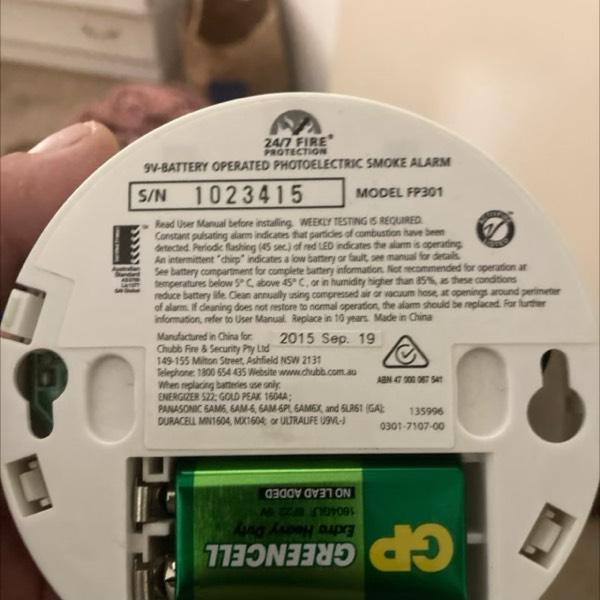 24/7 FIRE®
PROTECTION
9V-BATTERY OPERATED PHOTOELECTRIC SMOKE ALARM
S/N 1023415 MODEL FP301
Read User Manual before installing. WEEKLY TESTING IS REQUIRED.
Constant pulsating alarm indicates that particles of combustion have been
detected. Periodic flashing (45 sec.) of red LED indicates the alarm is operating.
An intermittent "chirp" indicates a low battery or fault, see manual for details.
See battery compartment for complete battery information. Not recommended for operation at
temperatures below 5° C, above 45° C, or in humidity higher than 85%, as these conditions
reduce battery life. Clean annually using compressed air or vacuum hose, at openings around perimeter
of alarm. If cleaning does not restore to normal operation, the alarm should be replaced. For further
information, refer to User Manual. Replace in 10 years. Made in China
Australian
Standard
Manufactured in China for: 2015 Sep. 19
Chubb Fire & Security Pty Ltd
149-155 Milton Street, Ashfield NSW 2131
Telephone: 1800 654 435 Website www.chubb.com.au
ABN 47 000 067 541
When replacing batteries use only:
ENERGIZER 522; GOLD PEAK 1604A;
PANASONIC 6AM6, 6AM-6, 6AM-6PI, 6AM6X, and 6LR61 (GA);
DURACELL MN1604, MX1604; or ULTRALIFE U9VL-J
135996
0301-7107-00
GP
GREENCELL
Extra Heavy Duty
1604GLF 6F22 9V
NO LEAD ADDED